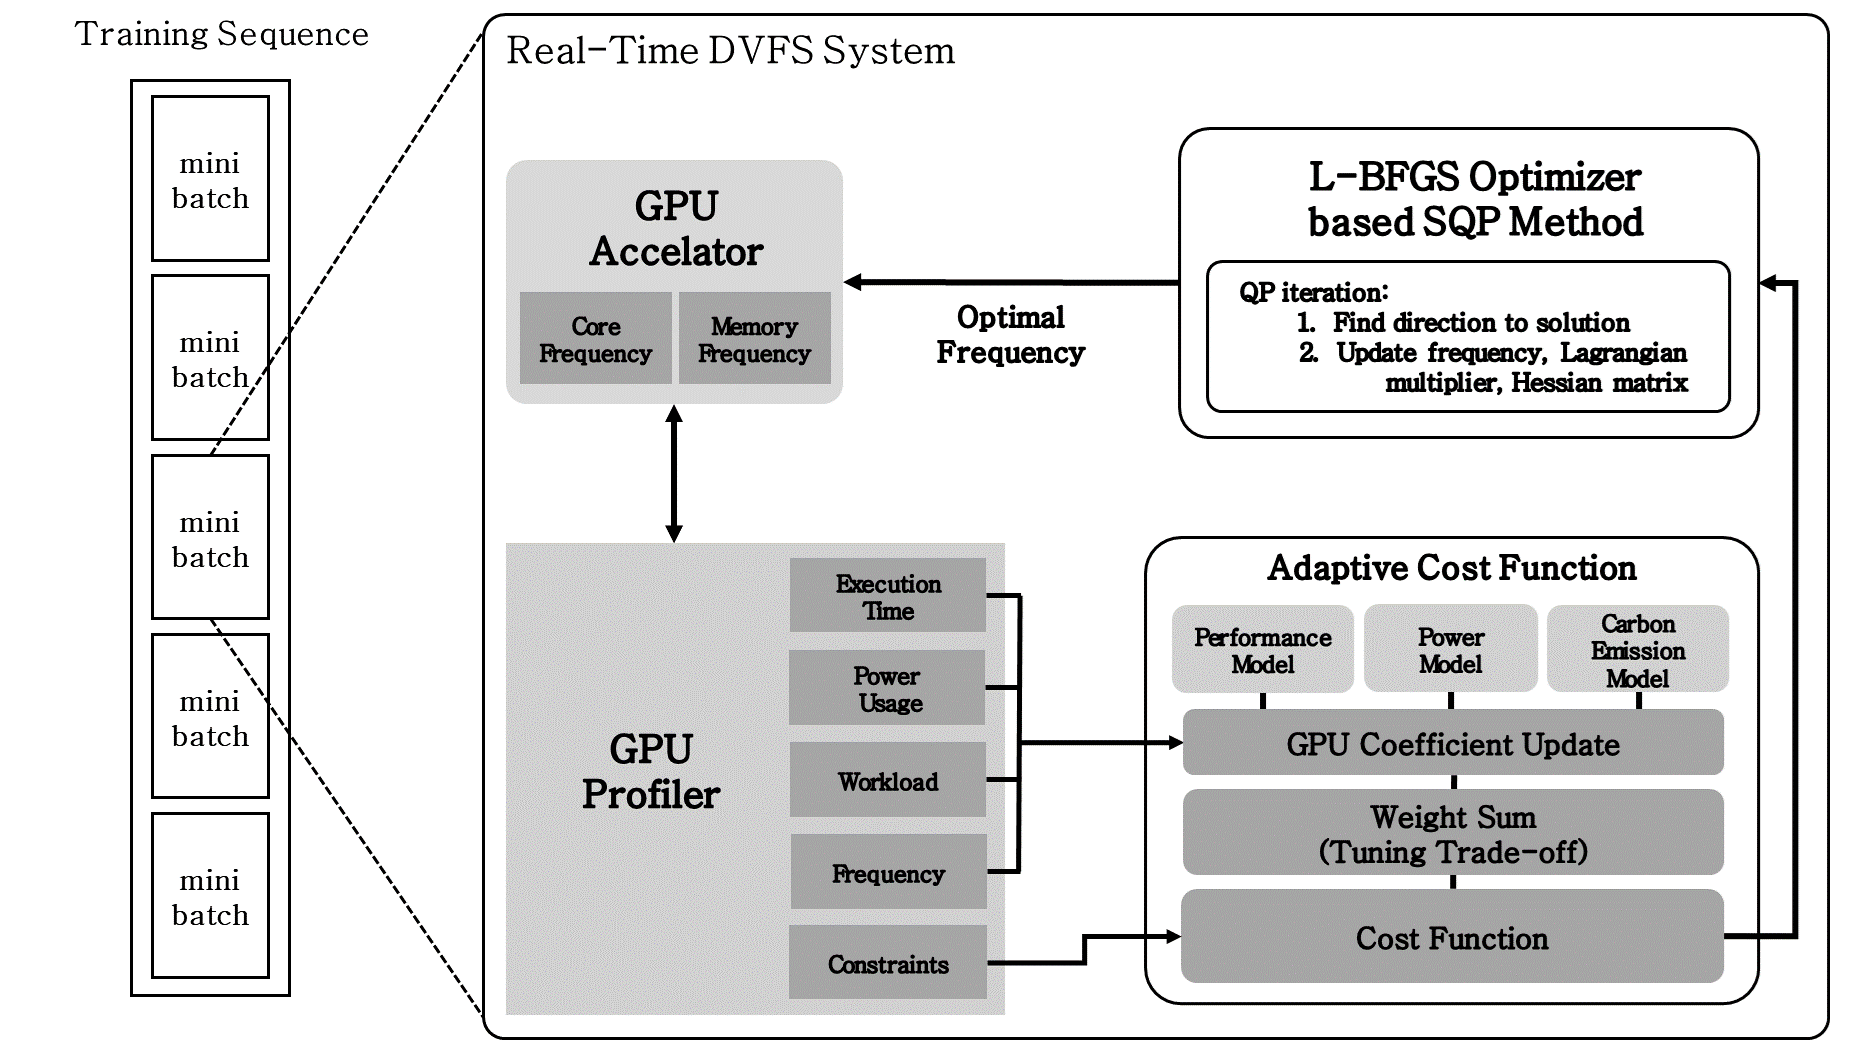 Training Sequence
mini
batch
mini
batch
mini
batch
mini
batch
mini
batch
Real-Time DVFS System
GPU
Accelator
Core
Frequency
Memory
Frequency
Optimal
Frequency
L-BFGS Optimizer
based SQP Method
QP iteration:
1. Find direction to solution
2. Update frequency, Lagrangian
multiplier, Hessian matrix
GPU
Profiler
Execution
Time
Power
Usage
Workload
Frequency
Constraints
Adaptive Cost Function
Performance
Model
Power
Model
Carbon
Emission
Model
GPU Coefficient Update
Weight Sum
(Tuning Trade-off)
Cost Function